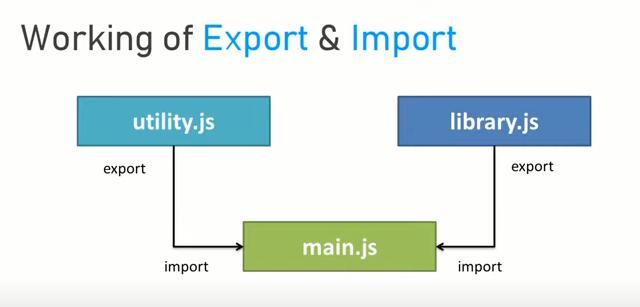 Working of Export & Import
utility.js
library.js
export
export
main.js
import
import